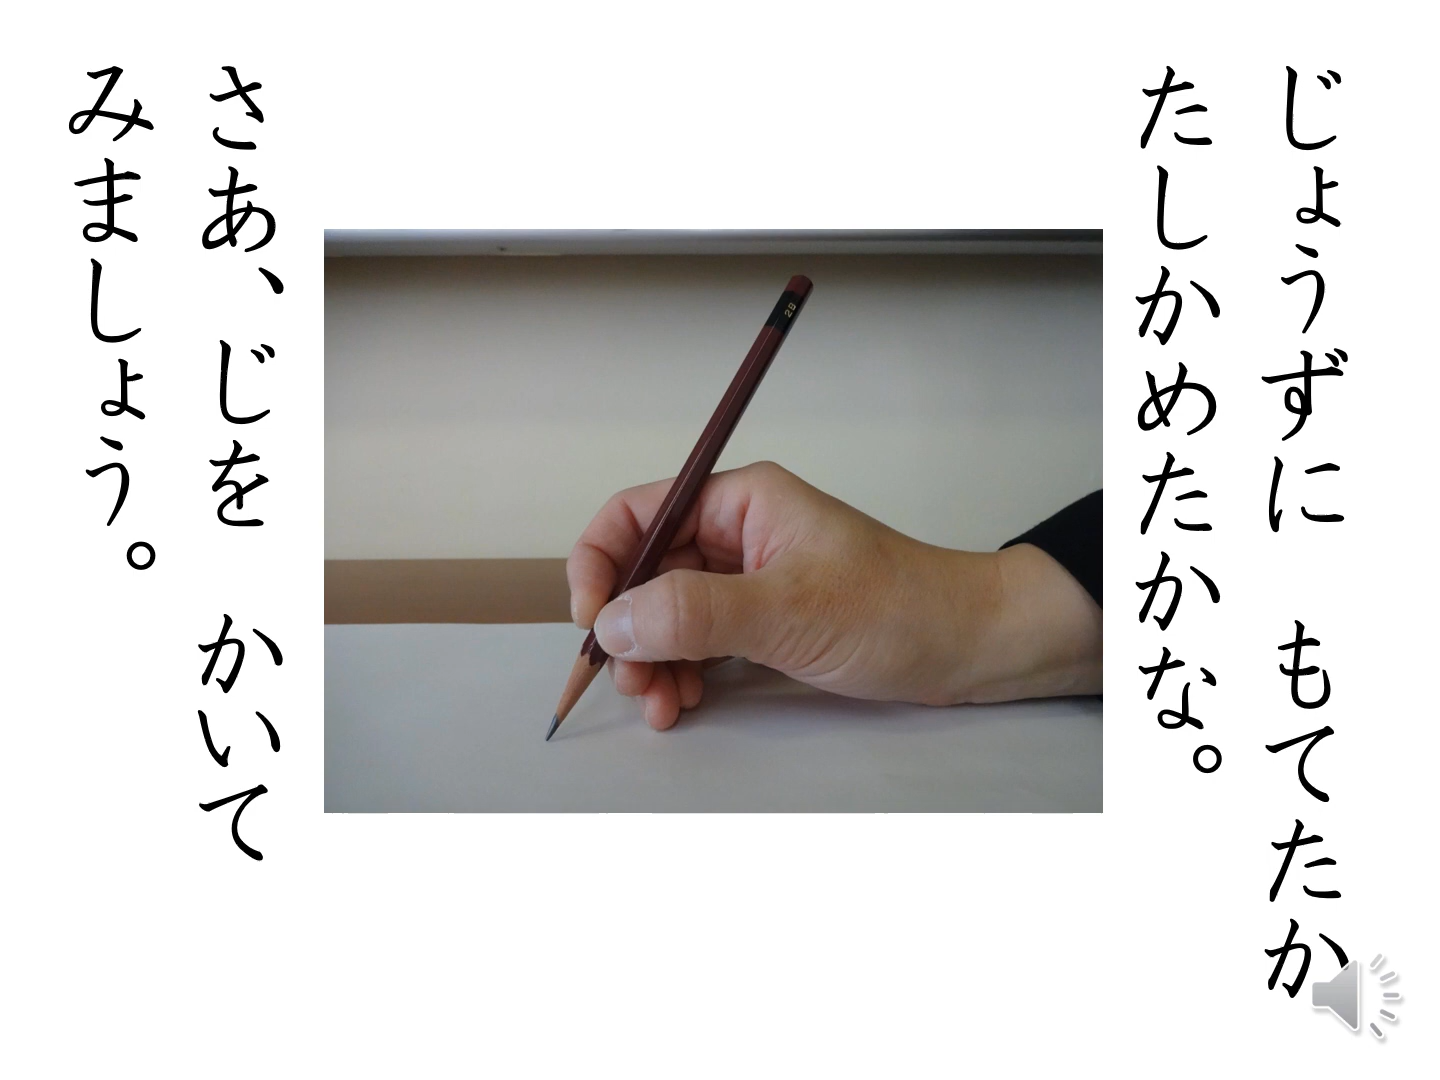 じょうずに　もてたか
たしかめたかな。
2B
さあ、じを　かいて
みましょう。